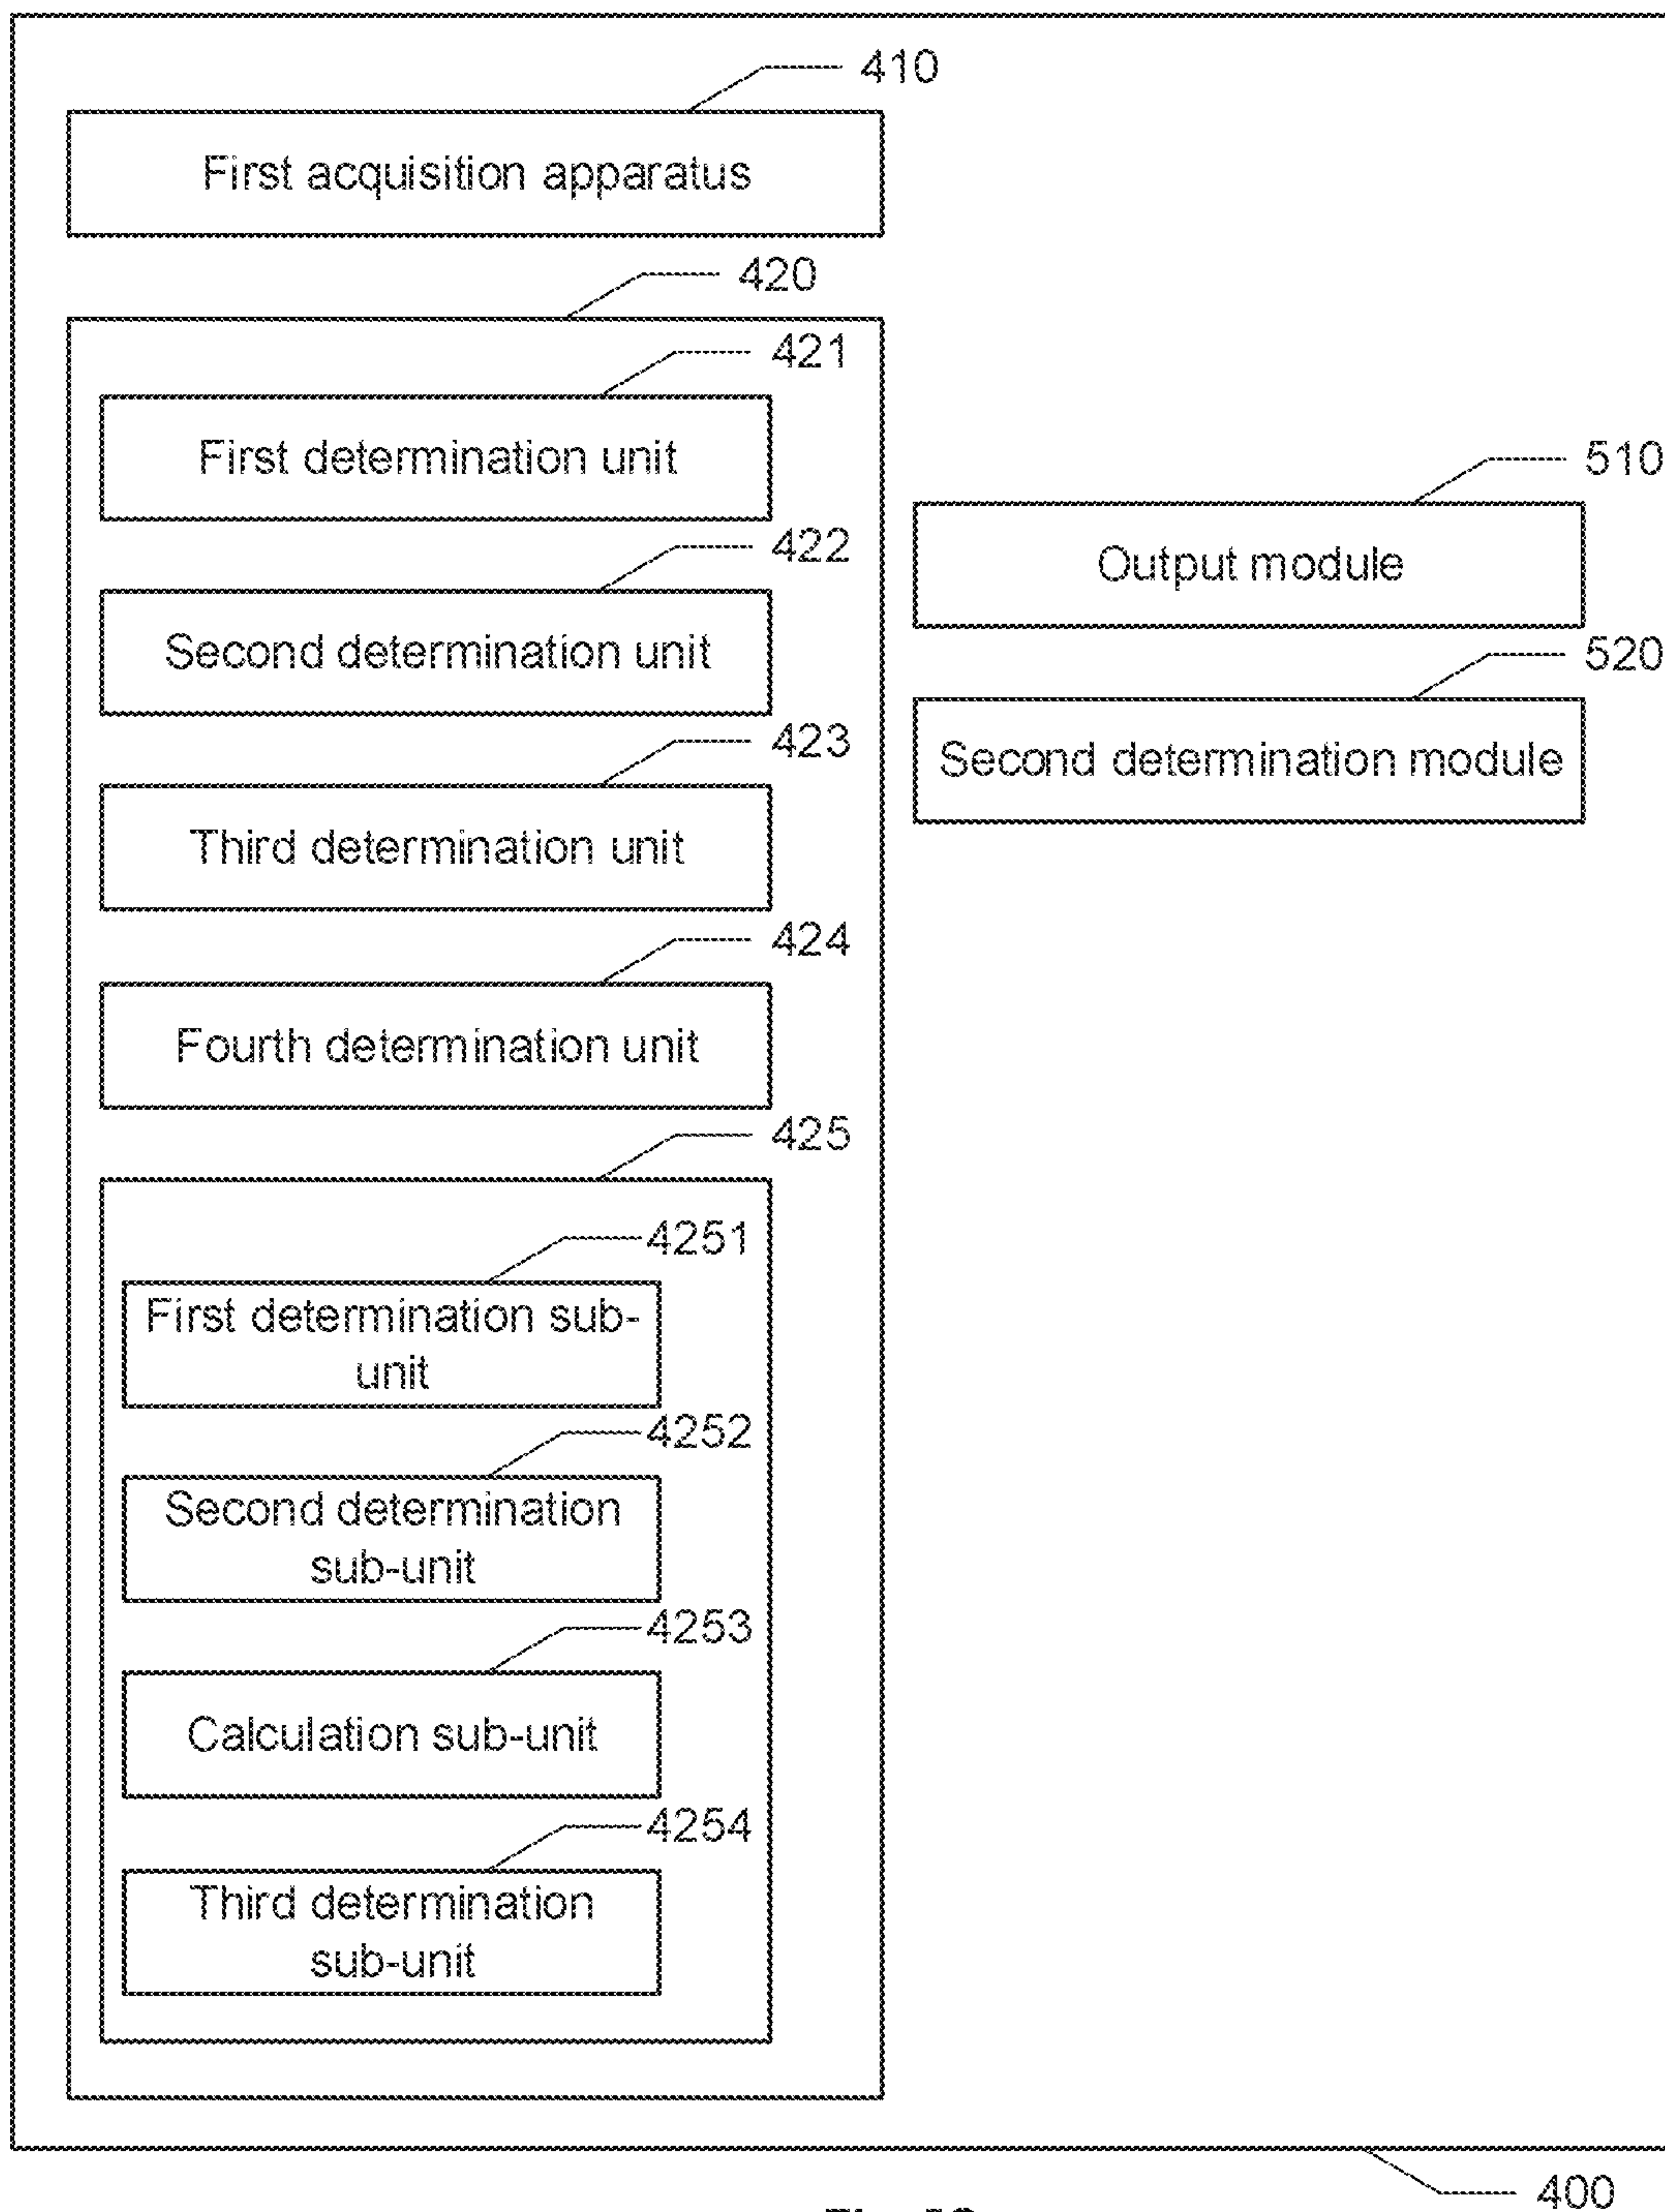 410
First acquisition apparatus
420
421
First determination unit
422
Second determination unit
423
Third determination unit
424
Fourth determination unit
425
4251
First determination sub-
unit
4252
Second determination
sub-unit
4253
Calculation sub-unit
4254
Third determination
sub-unit
510
Output module
520
Second determination module
400